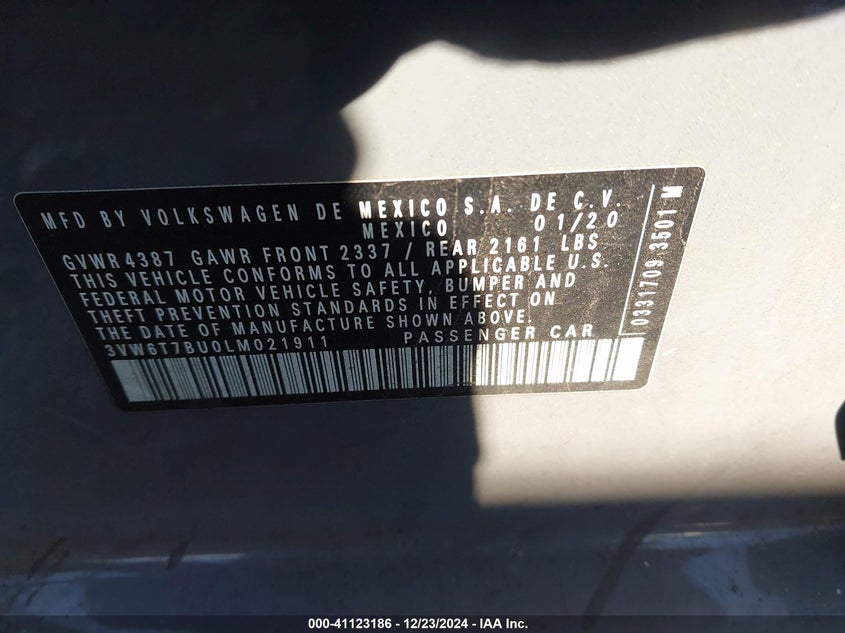 MFD BY VOLKSWAGEN DE MEXICO S.A. DE C.V.
MEXICO 01/20
GVWR 4387 GAWR FRONT 2337 / REAR 2161 LBS
THIS VEHICLE CONFORMS TO ALL APPLICABLE U.S.
FEDERAL MOTOR VEHICLE SAFETY, BUMPER AND
THEFT PREVENTION STANDARDS IN EFFECT ON
THE DATE OF MANUFACTURE SHOWN ABOVE.
3VW6T7BU0LM021911 PASSENGER CAR
0331709 3501 M
000-41123186 - 12/23/2024 - IAA Inc.